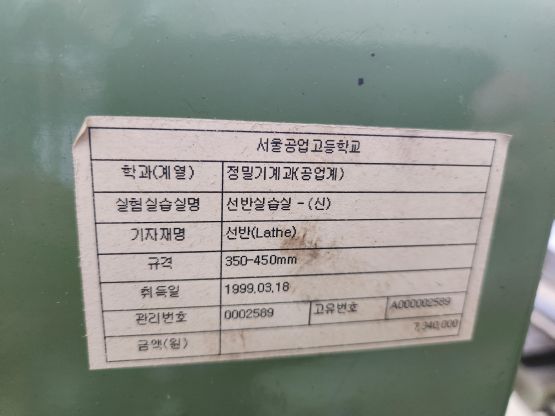 서울공업고등학교
학과(계열) 정밀기계과(공업계)
실험실습실명 선반실습실 - (신)
기자재명 선반(Lathe)
규격 350-450mm
취득일 1999.03.18
관리번호 0002589 고유번호 A000002589
금액(원) 7,340,000